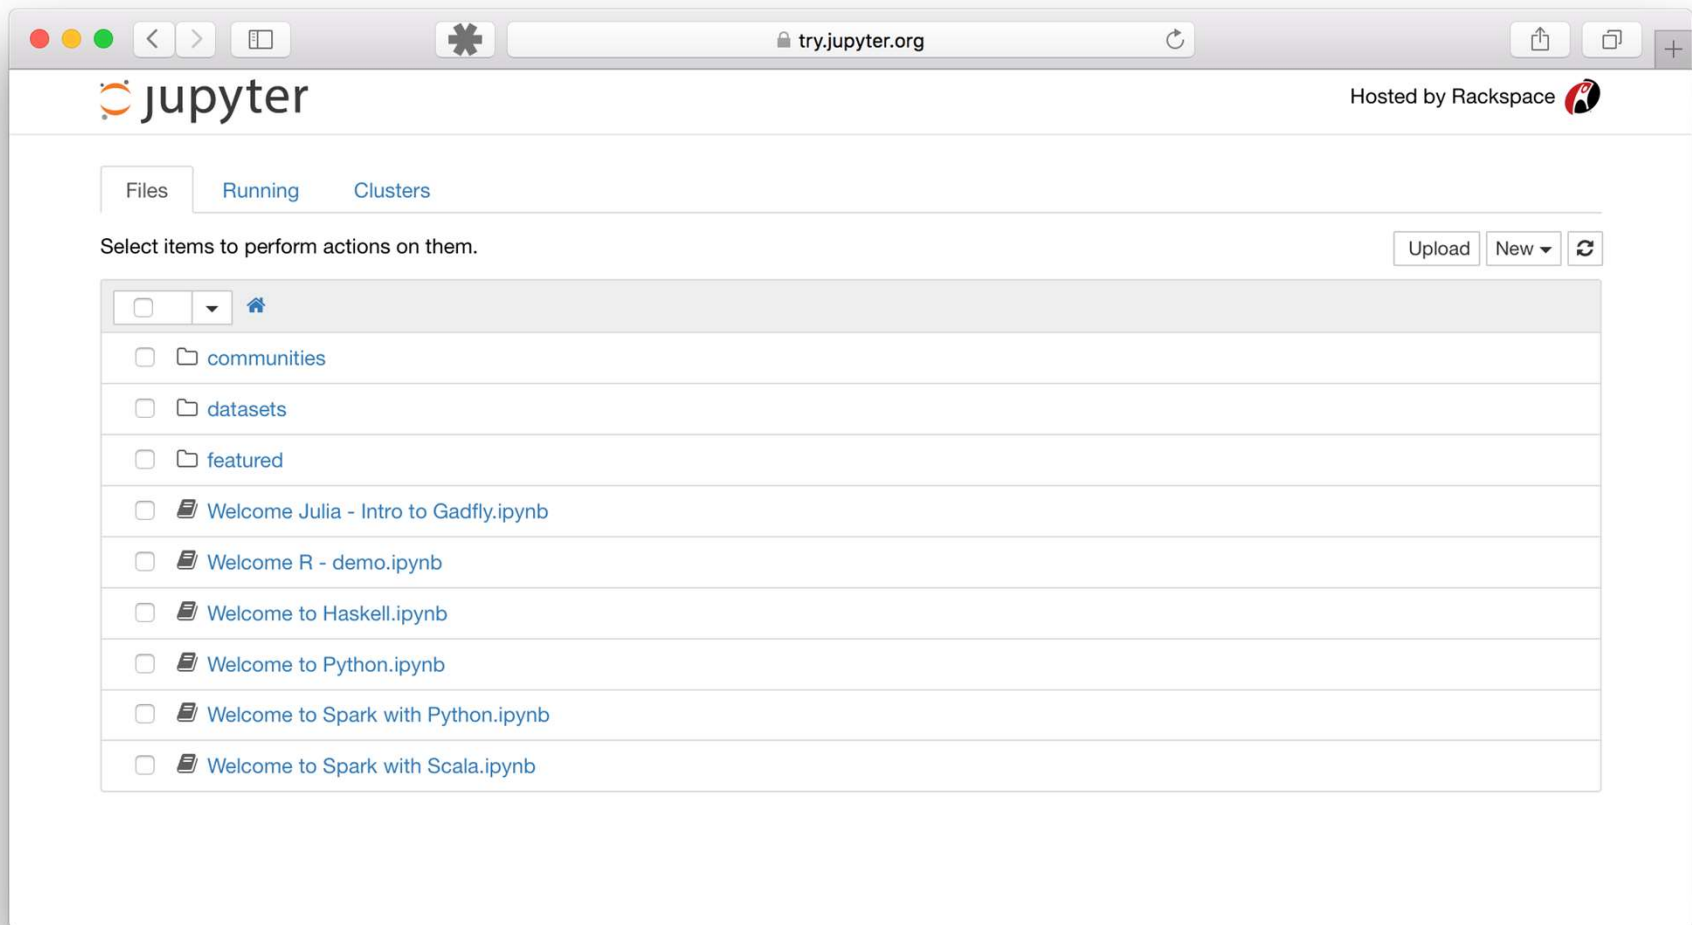 try.jupyter.org
jupyter
Hosted by Rackspace
Files Running Clusters
Select items to perform actions on them.
Upload New
communities
datasets
featured
Welcome Julia - Intro to Gadfly.ipynb
Welcome R - demo.ipynb
Welcome to Haskell.ipynb
Welcome to Python.ipynb
Welcome to Spark with Python.ipynb
Welcome to Spark with Scala.ipynb